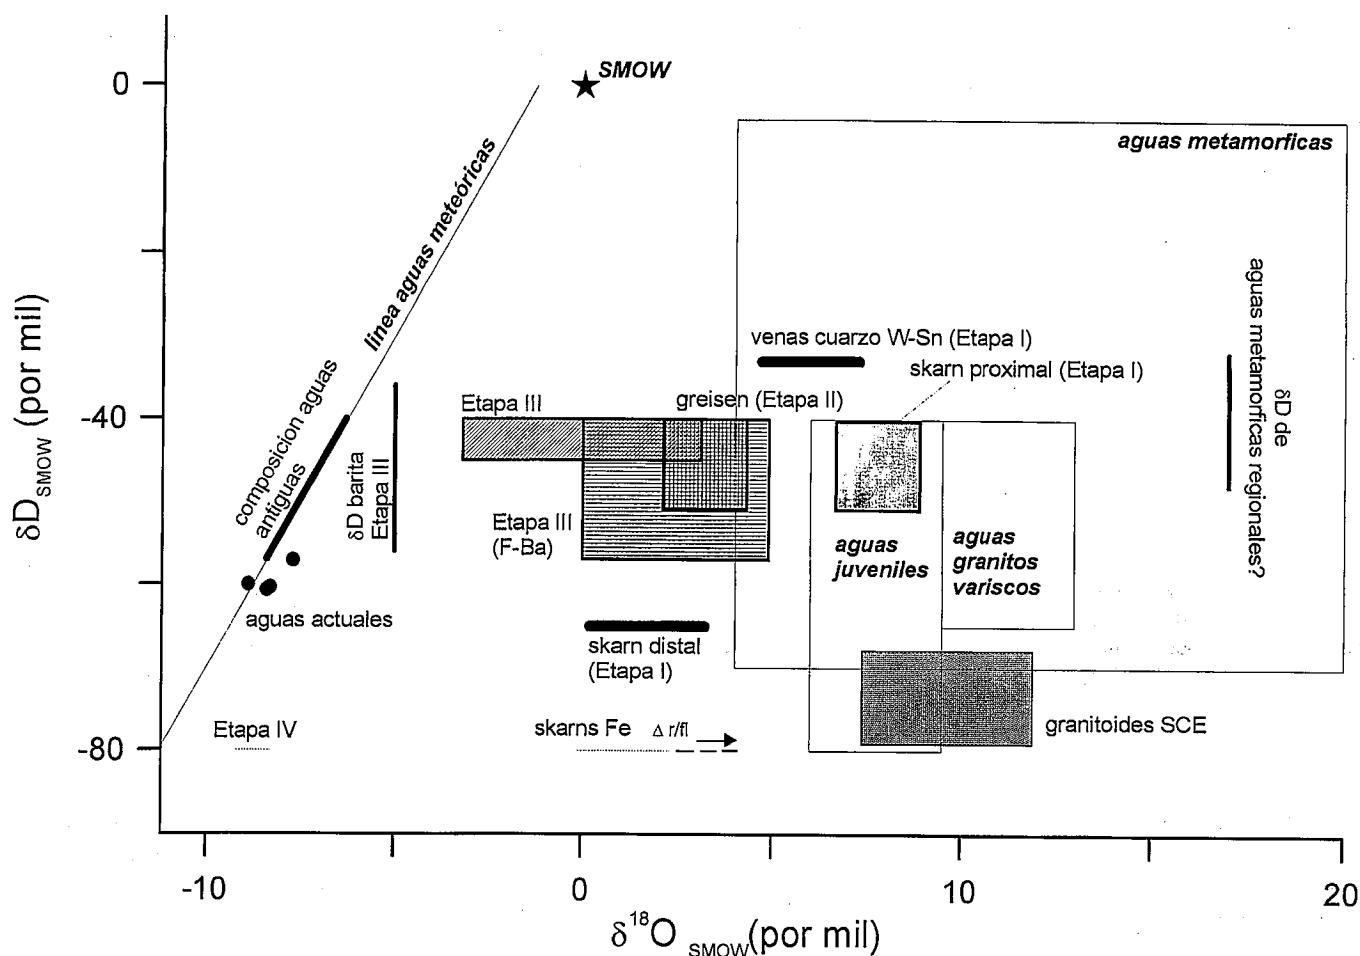 SMOW
0
aguas metamorficas
linea aguas meteóricas
venas cuarzo W-Sn (Etapa I)
skarn proximal (Etapa I)
δD de
aguas metamorficas regionales?
-40
Etapa III
greisen (Etapa II)
composicion aguas
antiguas
δD barita
Etapa III
δD SMOW (por mil)
Etapa III
(F-Ba)
aguas
juveniles
aguas
granitos
variscos
aguas actuales
skarn distal
(Etapa I)
granitoides SCE
Etapa IV
skarns Fe Δ r/fl
-80
-10
0
10
20
δ18O SMOW (por mil)